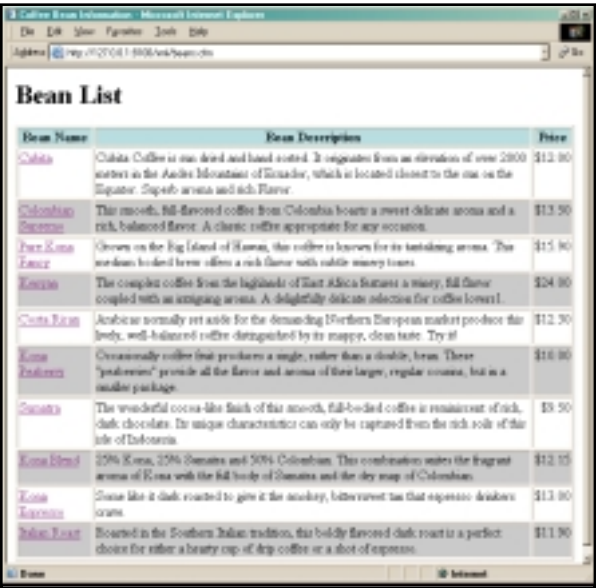 Coffee Bean Information - Microsoft Internet Explorer
File Edit View Favorites Tools Help
Address
Bean List
Bean Name Bean Description Price
Cubita Cubita Coffee is sun dried and hand sorted. It originates from an elevation of over 2000 $12.00
meters in the Andes Mountains of Ecuador, which is located closest to the sun on the
Equator. Superb aroma and rich Flavor.
Colombian This smooth, full-flavored coffee from Colombia boasts a sweet delicate aroma and a $13.50
Supremo rich, balanced flavor. A classic coffee appropriate for any occasion.
Pure Kona Grown on the Big Island of Hawaii, this coffee is known for its tantalizing aroma. This $15.90
Fancy medium bodied brew offers a rich flavor with subtle winery tones.
Kenyan The complex coffee from the highlands of East Africa features a winey, full flavor $24.00
coupled with an intriguing aroma. A delightfully delicate selection for coffee lovers!.
Costa Rican Arabicas normally set aside for the demanding Northern European market produce this $12.50
lively, well-balanced coffee distinguished by its snappy, clean taste. Try it!
Kona Occasionally coffee fruit produces a single, rather than a double, bean. These
Peaberry "peaberries" provide all the flavor and aroma of their larger, regular cousins, but in a
smaller package.
Sumatra The wonderful cocoa-like finish of this smooth, full-bodied coffee is reminiscent of rich, $9.50
dark chocolate. Its unique characteristics can only be captured from the rich soils of this
isle of Indonesia.
Kona Blend 25% Kona, 25% Sumatra and 50% Colombian. This combination unites the fragrant $12.15
aroma of Kona with the full body of Sumatra and the dry snap of Colombian.
Kona Some like it dark roasted to give it the smokey, bittersweet tan that espresso drinkers $13.00
Espresso crave.
Italian Roast Roasted in the Southern Italian tradition, this boldly flavored dark roast is a perfect $11.90
choice for either a hearty cup of drip coffee or a shot of espresso.
Done Internet